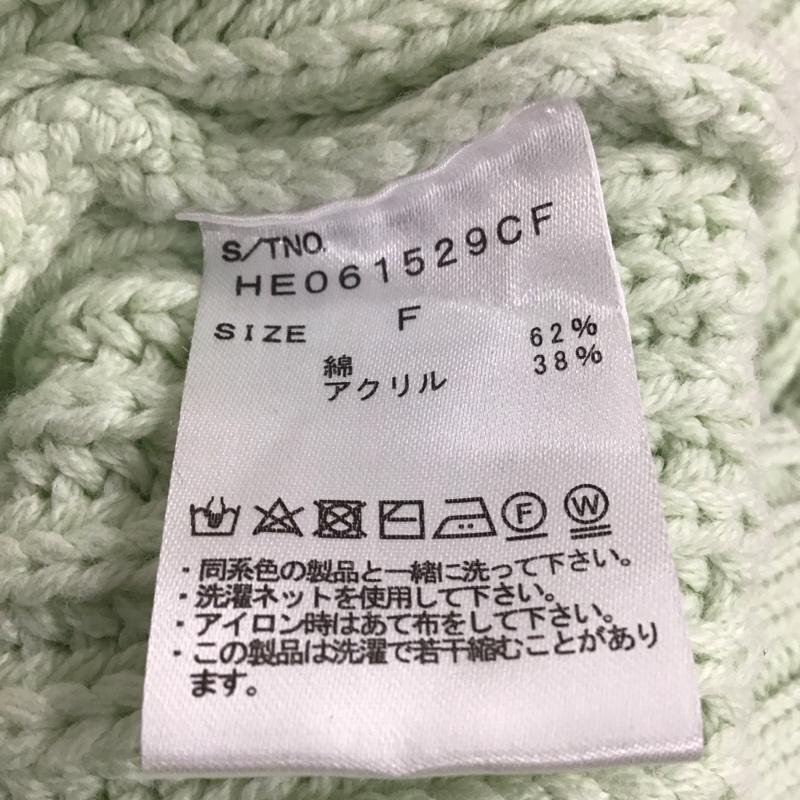 S/TNO.
HE061529CF
SIZE F
綿 62%
アクリル 38%
F W
・同系色の製品と一緒に洗って下さい。
・洗濯ネットを使用して下さい。
・アイロン時はあて布をして下さい。
・この製品は洗濯で若干縮むことがあり
ます。